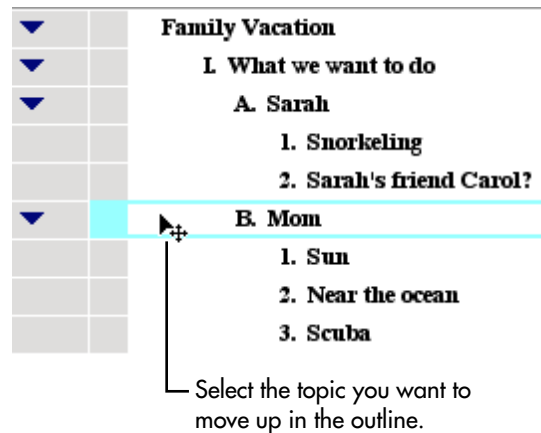 Family Vacation
I. What we want to do
A. Sarah
1. Snorkeling
2. Sarah's friend Carol?
B. Mom
1. Sun
2. Near the ocean
3. Scuba
Select the topic you want to
move up in the outline.